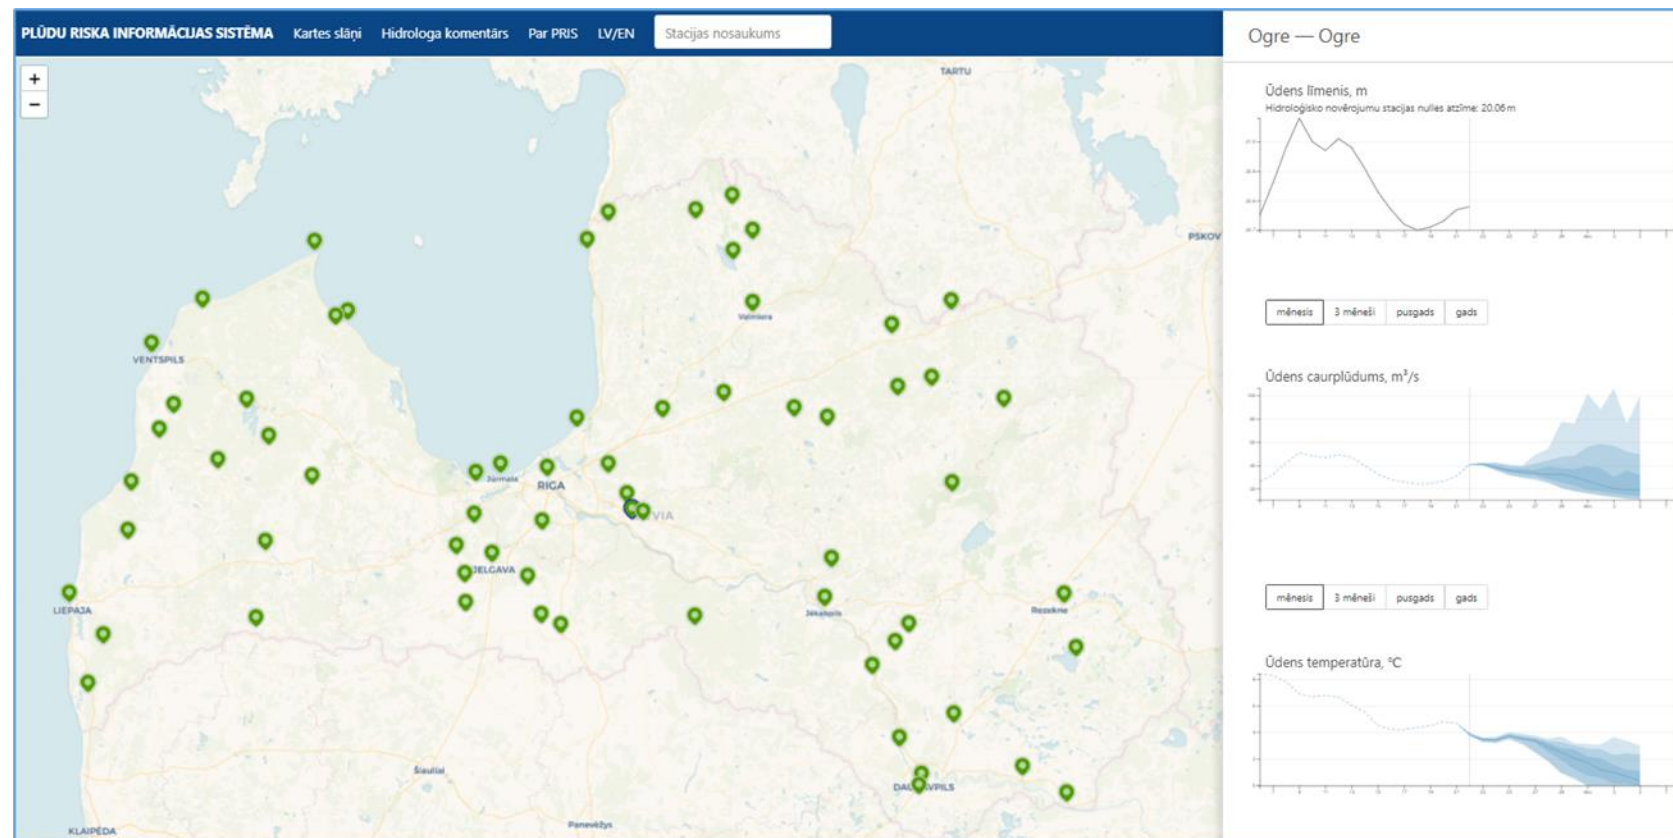 PLŪDU RISKA INFORMĀCIJAS SISTĒMA Kartes slāņi Hidrologa komentārs Par PRIS LV/EN Stacijas nosaukums
Ogre — Ogre
+
−
TARTU
PSKOV
Valmiera
VENTSPILS
Jūrmala
RIGA
VIA
JELGAVA
LIEPAJA
Jēkabpils
Rezekne
Šiauliai
DAUGAVPILS
Panevėžys
KLAIPĖDA
Ūdens līmenis, m
Hidroloģisko novērojumu stacijas nulles atzīme: 20.06 m
mēnesis 3 mēneši pusgads gads
Ūdens caurplūdums, m³/s
mēnesis 3 mēneši pusgads gads
Ūdens temperatūra, °C